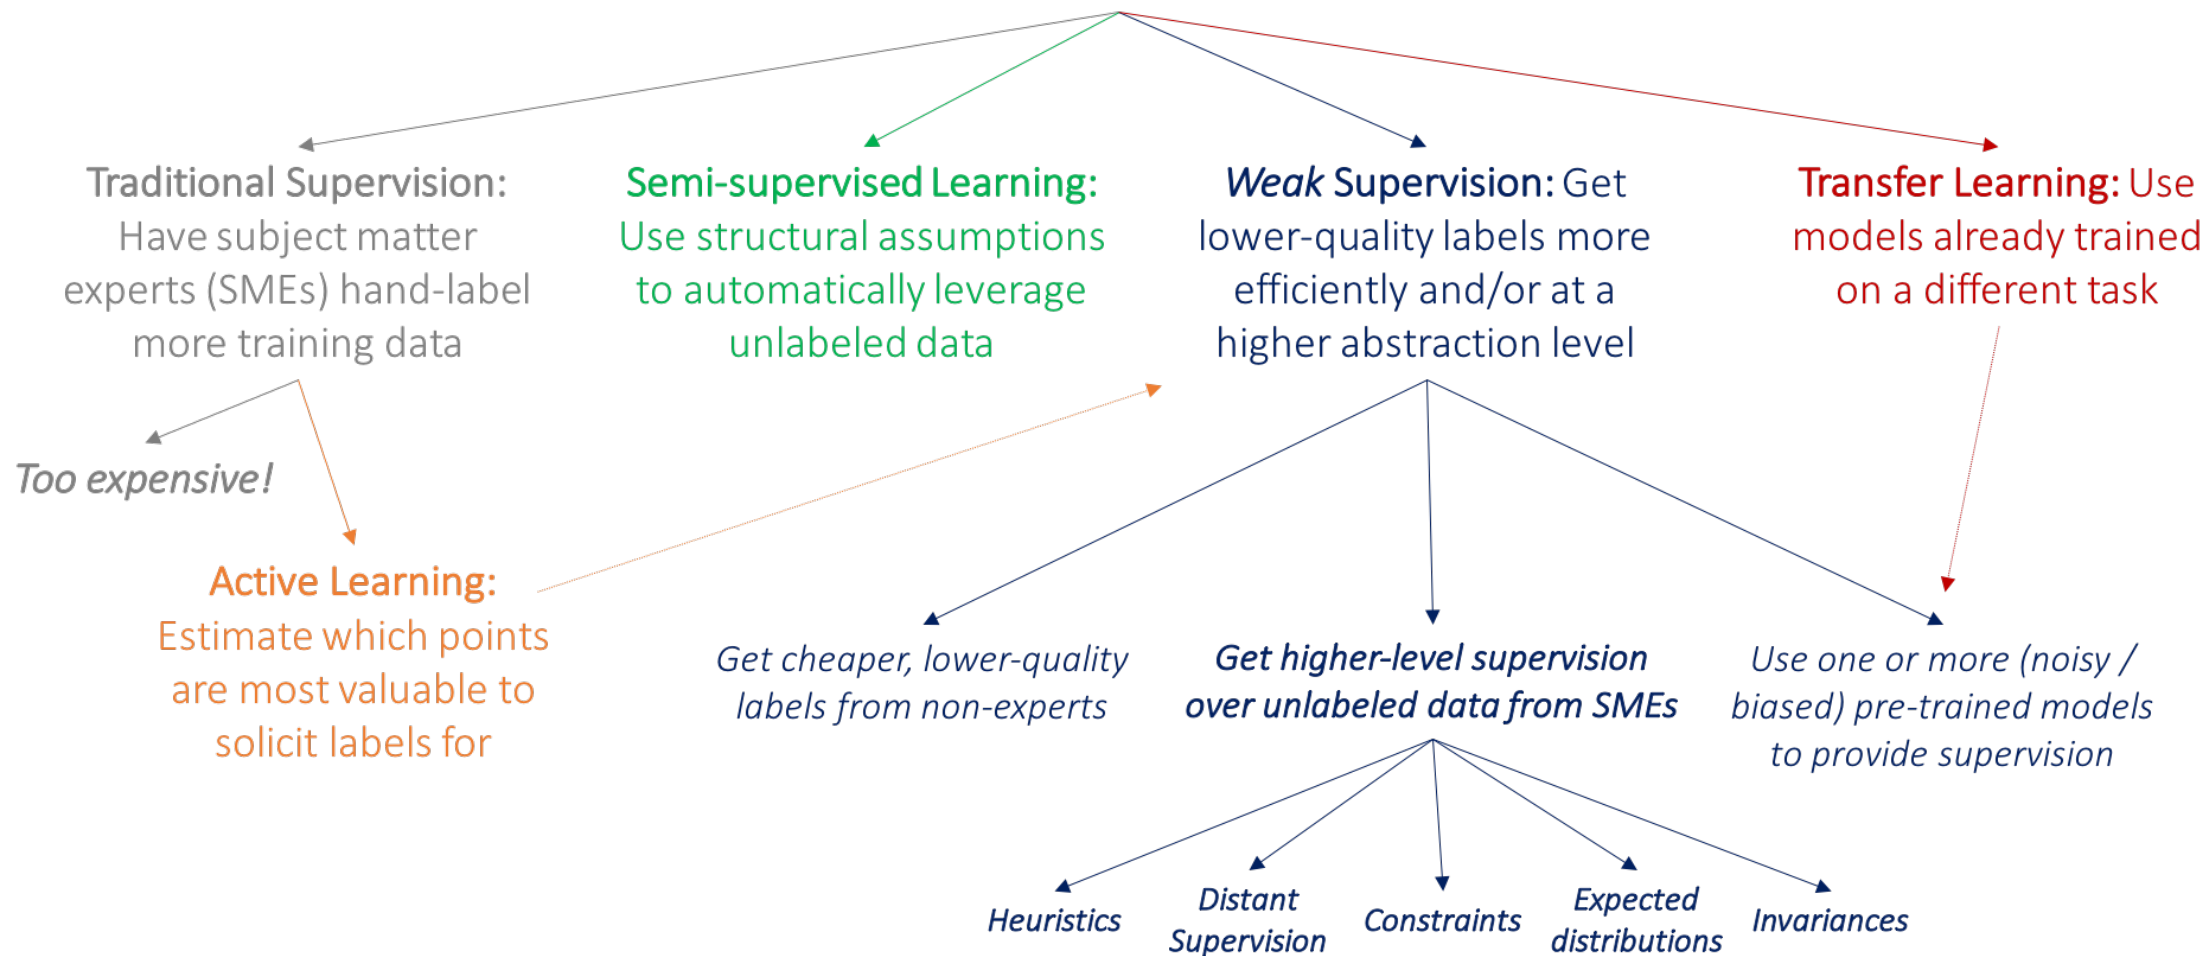 Traditional Supervision:
Have subject matter
experts (SMEs) hand-label
more training data
Semi-supervised Learning:
Use structural assumptions
to automatically leverage
unlabeled data
Weak Supervision: Get
lower-quality labels more
efficiently and/or at a
higher abstraction level
Transfer Learning: Use
models already trained
on a different task
Too expensive!
Active Learning:
Estimate which points
are most valuable to
solicit labels for
Get cheaper, lower-quality
labels from non-experts
Get higher-level supervision
over unlabeled data from SMEs
Use one or more (noisy /
biased) pre-trained models
to provide supervision
Heuristics
Distant
Supervision
Constraints
Expected
distributions
Invariances